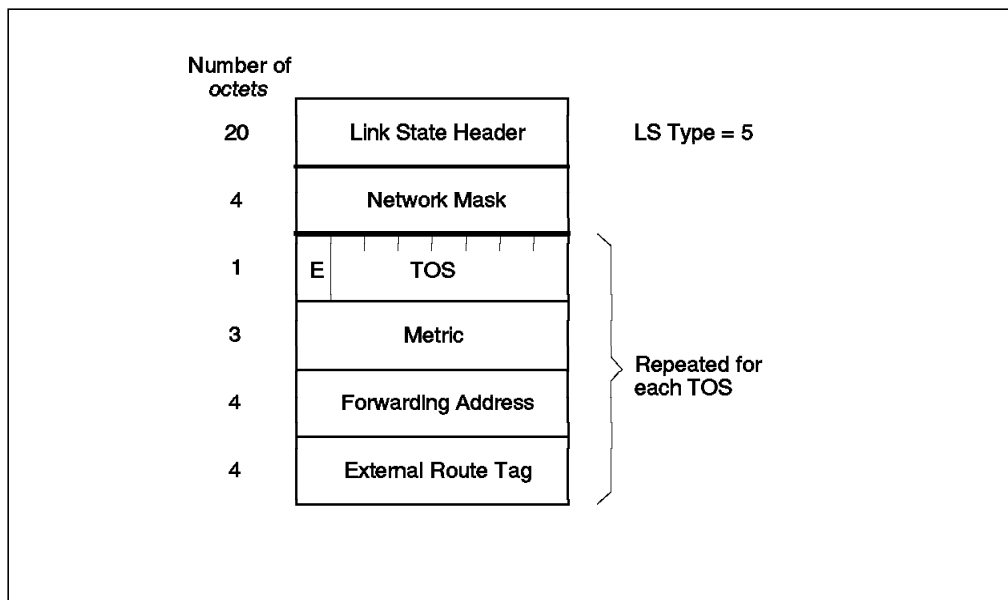 Number of
octets
20 Link State Header LS Type = 5
4 Network Mask
1 E TOS
3 Metric
4 Forwarding Address
4 External Route Tag
Repeated for
each TOS